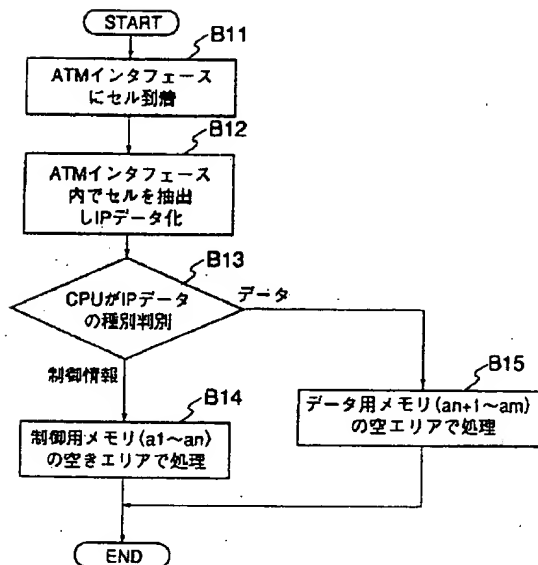 START
B11
ATMインタフェース
にセル到着
B12
ATMインタフェース
内でセルを抽出
しIPデータ化
B13
CPUがIPデータ
の種別判別
データ
制御情報
B14
制御用メモリ(a1~an)
の空きエリアで処理
B15
データ用メモリ(an+1~am)
の空エリアで処理
END